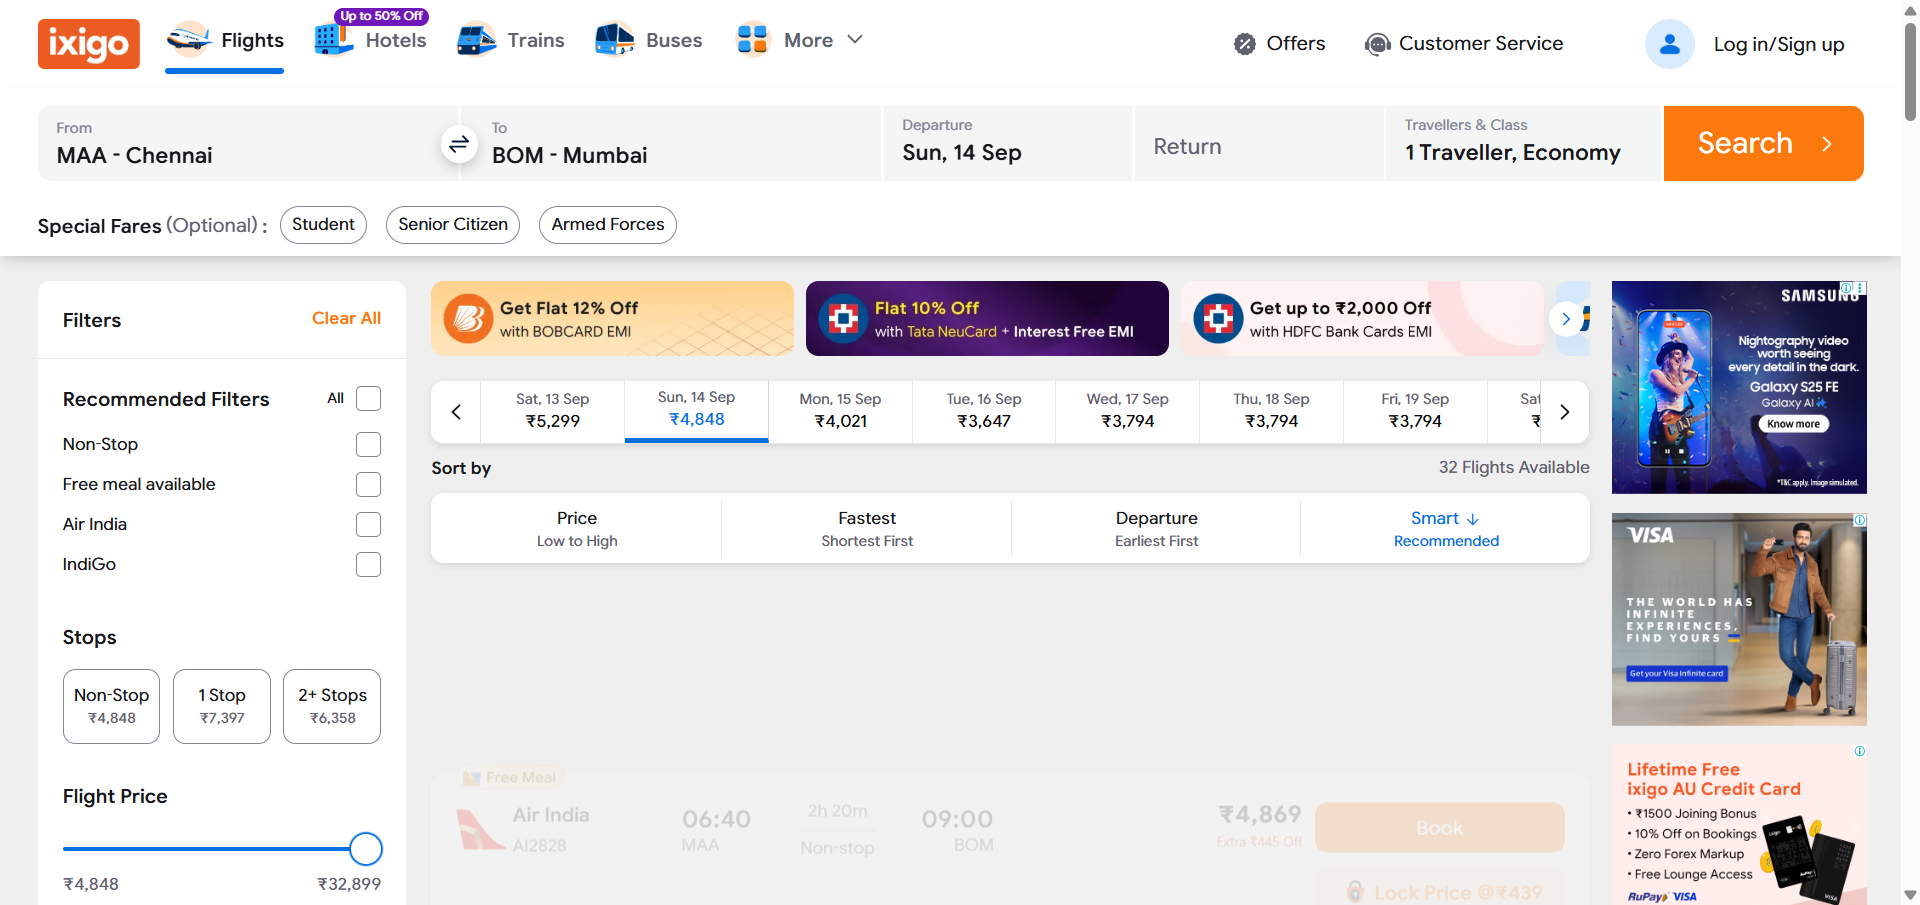 ixigo
Flights
Up to 50% Off
Hotels
Trains
Buses
More
Offers
Customer Service
Log in/Sign up
From
MAA - Chennai
To
BOM - Mumbai
Departure
Sun, 14 Sep
Return
Travellers & Class
1 Traveller, Economy
Search
Special Fares (Optional) :
Student
Senior Citizen
Armed Forces
Filters
Clear All
Recommended Filters
All
Non-Stop
Free meal available
Air India
IndiGo
Stops
Non-Stop
₹4,848
1 Stop
₹7,397
2+ Stops
₹6,358
Flight Price
₹4,848
₹32,899
Get Flat 12% Off
with BOBCARD EMI
Flat 10% Off
with Tata NeuCard + Interest Free EMI
Get up to ₹2,000 Off
with HDFC Bank Cards EMI
Sat, 13 Sep
₹5,299
Sun, 14 Sep
₹4,848
Mon, 15 Sep
₹4,021
Tue, 16 Sep
₹3,647
Wed, 17 Sep
₹3,794
Thu, 18 Sep
₹3,794
Fri, 19 Sep
₹3,794
Sat
₹
Sort by
32 Flights Available
Price
Low to High
Fastest
Shortest First
Departure
Earliest First
Smart ↓
Recommended
Free Meal
Air India
AI2828
06:40
MAA
2h 20m
Non-stop
09:00
BOM
₹4,869
Extra ₹445 Off
Book
Lock Price @ ₹439
SAMSUNG
Nightography video
worth seeing
every detail in the dark.
Galaxy S25 FE
Galaxy AI
Know more
*T&C apply. Image simulated.
VISA
THE WORLD HAS
INFINITE
EXPERIENCES,
FIND YOURS
Get your Visa Infinite card
Lifetime Free
ixigo AU Credit Card
• ₹1500 Joining Bonus
• 10% Off on Bookings
• Zero Forex Markup
• Free Lounge Access
RuPay VISA